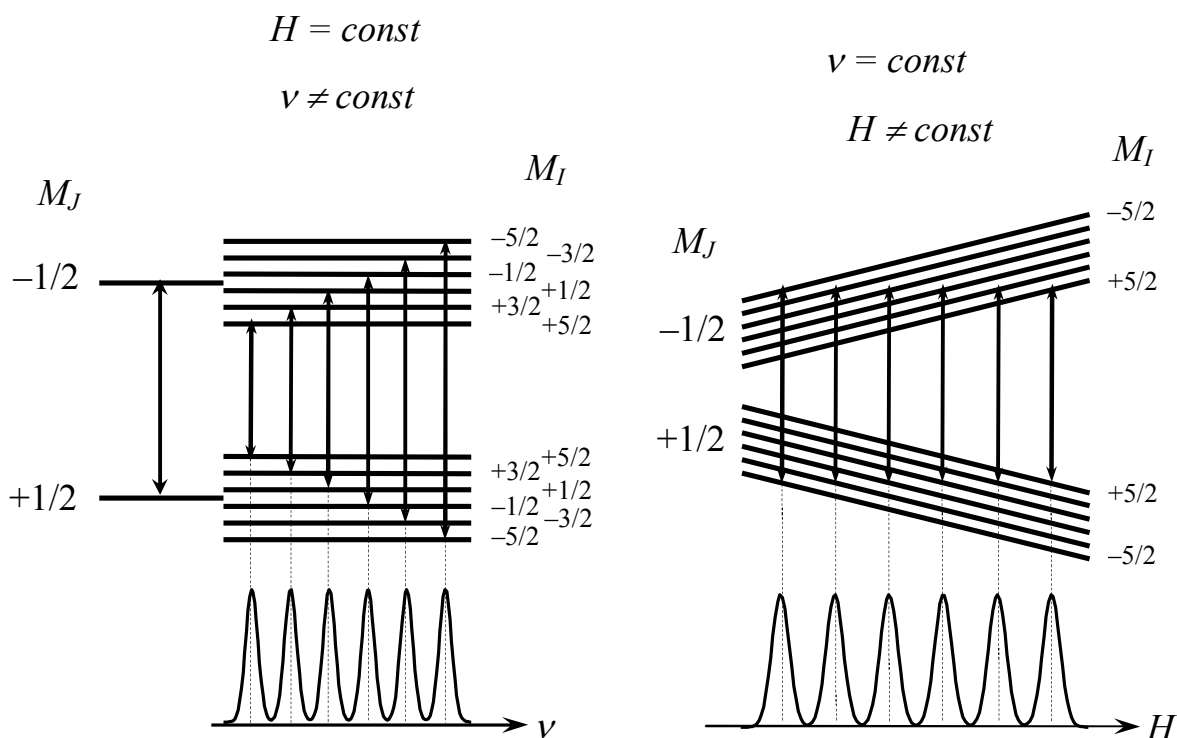 H = const
ν ≠ const
M_J
M_I
–1/2
+1/2
–5/2
–3/2
–1/2
+1/2
+3/2
+5/2
+5/2
+3/2
+1/2
–1/2
–3/2
–5/2
ν
ν = const
H ≠ const
M_I
M_J
–5/2
+5/2
–1/2
+1/2
+5/2
–5/2
H